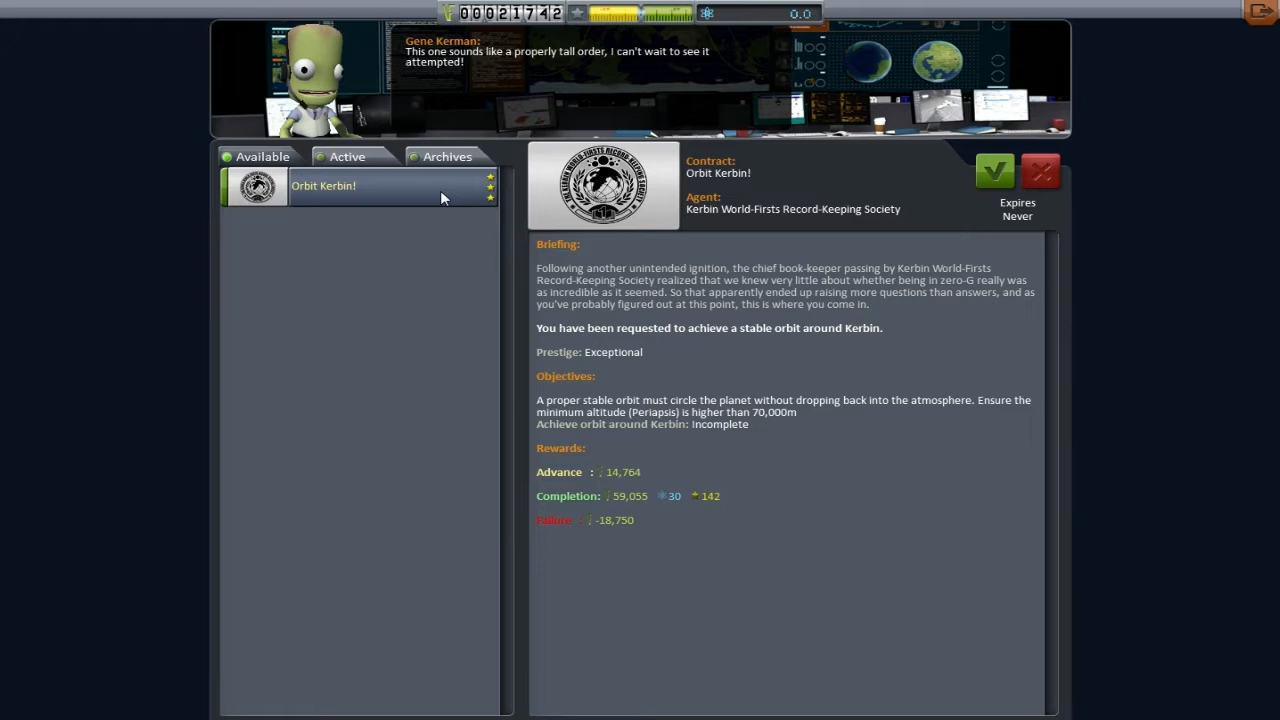 00021742
0.0
Gene Kerman:
This one sounds like a properly tall order, I can't wait to see it
attempted!
Available
Active
Archives
Orbit Kerbin!
Contract:
Orbit Kerbin!
Agent:
Kerbin World-Firsts Record-Keeping Society
Expires
Never
Briefing:
Following another unintended ignition, the chief book-keeper passing by Kerbin World-Firsts
Record-Keeping Society realized that we knew very little about whether being in zero-G really was
as incredible as it seemed. So that apparently ended up raising more questions than answers, and as
you've probably figured out at this point, this is where you come in.
You have been requested to achieve a stable orbit around Kerbin.
Prestige: Exceptional
Objectives:
A proper stable orbit must circle the planet without dropping back into the atmosphere. Ensure the
minimum altitude (Periapsis) is higher than 70,000m
Achieve orbit around Kerbin: Incomplete
Rewards:
Advance : 14,764
Completion: 59,055 30 142
Failure : -18,750